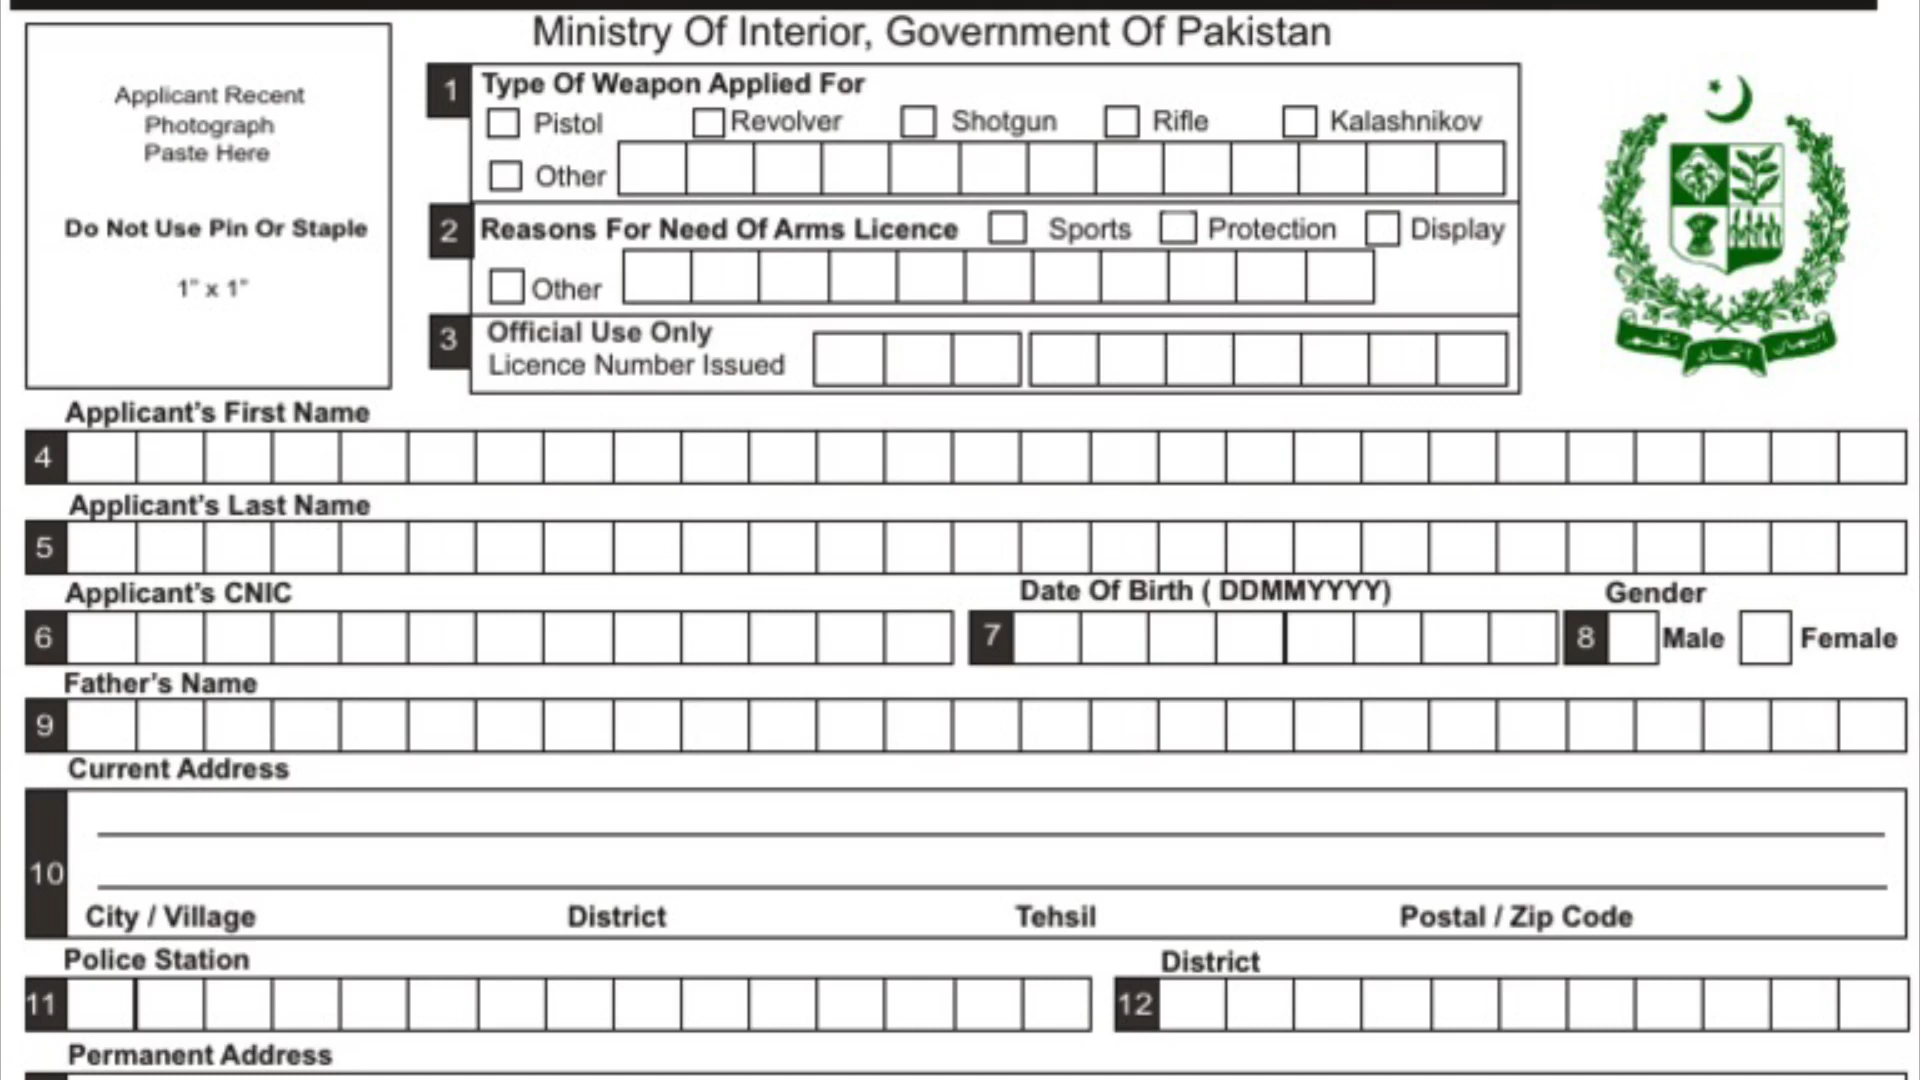 Ministry Of Interior, Government Of Pakistan
Applicant Recent
Photograph
Paste Here
Do Not Use Pin Or Staple
1" x 1"
1 Type Of Weapon Applied For
Pistol Revolver Shotgun Rifle Kalashnikov
Other
2 Reasons For Need Of Arms Licence Sports Protection Display
Other
3 Official Use Only
Licence Number Issued
ایمان اتحاد نظم
Applicant's First Name
4
Applicant's Last Name
5
Applicant's CNIC Date Of Birth ( DDMMYYYY) Gender
6 7 8 Male Female
Father's Name
9
Current Address
10
City / Village District Tehsil Postal / Zip Code
Police Station District
11 12
Permanent Address